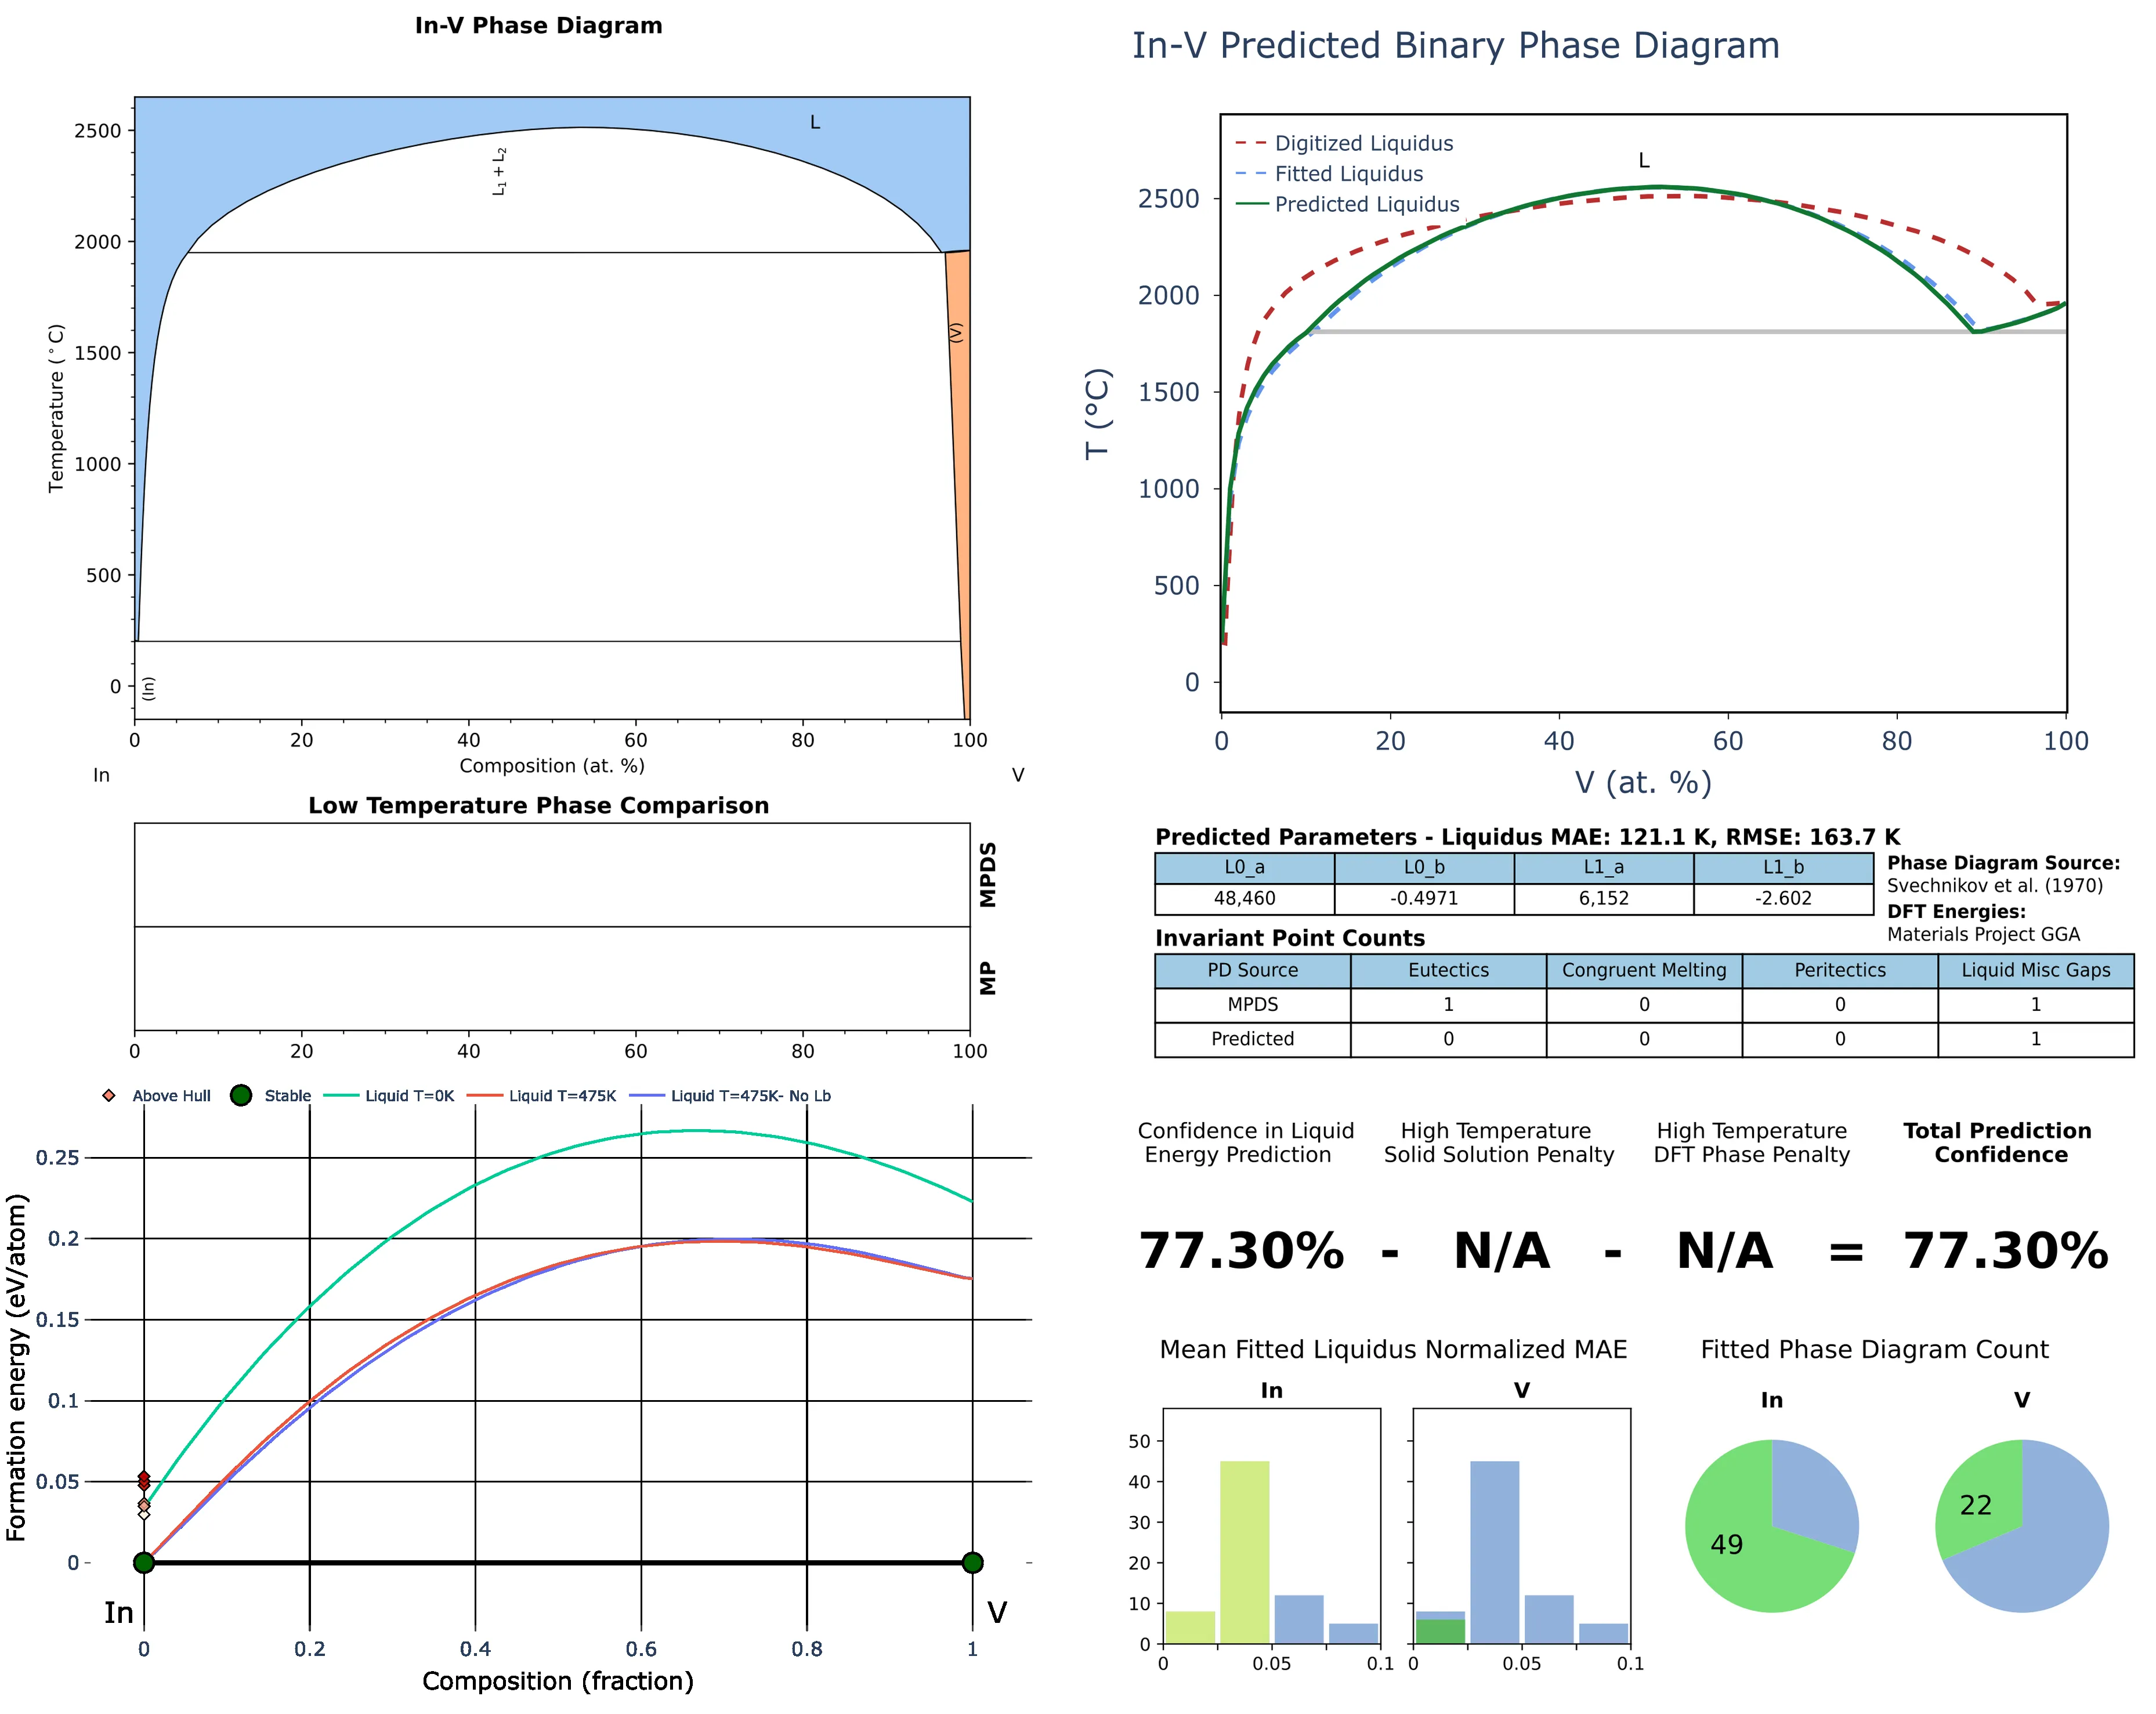 In-V Phase Diagram
2500
2000
1500
1000
500
0
Temperature (°C)
L
L1 + L2
(V)
(In)
0 20 40 60 80 100
Composition (at. %)
In V
Low Temperature Phase Comparison
MPDS
MP
0 20 40 60 80 100
Above Hull Stable Liquid T=0K Liquid T=475K Liquid T=475K- No Lb
0.25
0.2
0.15
0.1
0.05
0
Formation energy (eV/atom)
In V
0 0.2 0.4 0.6 0.8 1
Composition (fraction)
In-V Predicted Binary Phase Diagram
Digitized Liquidus
Fitted Liquidus
Predicted Liquidus
L
2500
2000
1500
1000
500
0
T (°C)
0 20 40 60 80 100
V (at. %)
Predicted Parameters - Liquidus MAE: 121.1 K, RMSE: 163.7 K
L0_a L0_b L1_a L1_b
48,460 -0.4971 6,152 -2.602
Phase Diagram Source:
Svechnikov et al. (1970)
DFT Energies:
Materials Project GGA
Invariant Point Counts
PD Source Eutectics Congruent Melting Peritectics Liquid Misc Gaps
MPDS 1 0 0 1
Predicted 0 0 0 1
Confidence in Liquid
Energy Prediction
High Temperature
Solid Solution Penalty
High Temperature
DFT Phase Penalty
Total Prediction
Confidence
77.30% - N/A - N/A = 77.30%
Mean Fitted Liquidus Normalized MAE
In V
50
40
30
20
10
0
0 0.05 0.1 0 0.05 0.1
Fitted Phase Diagram Count
In V
49 22